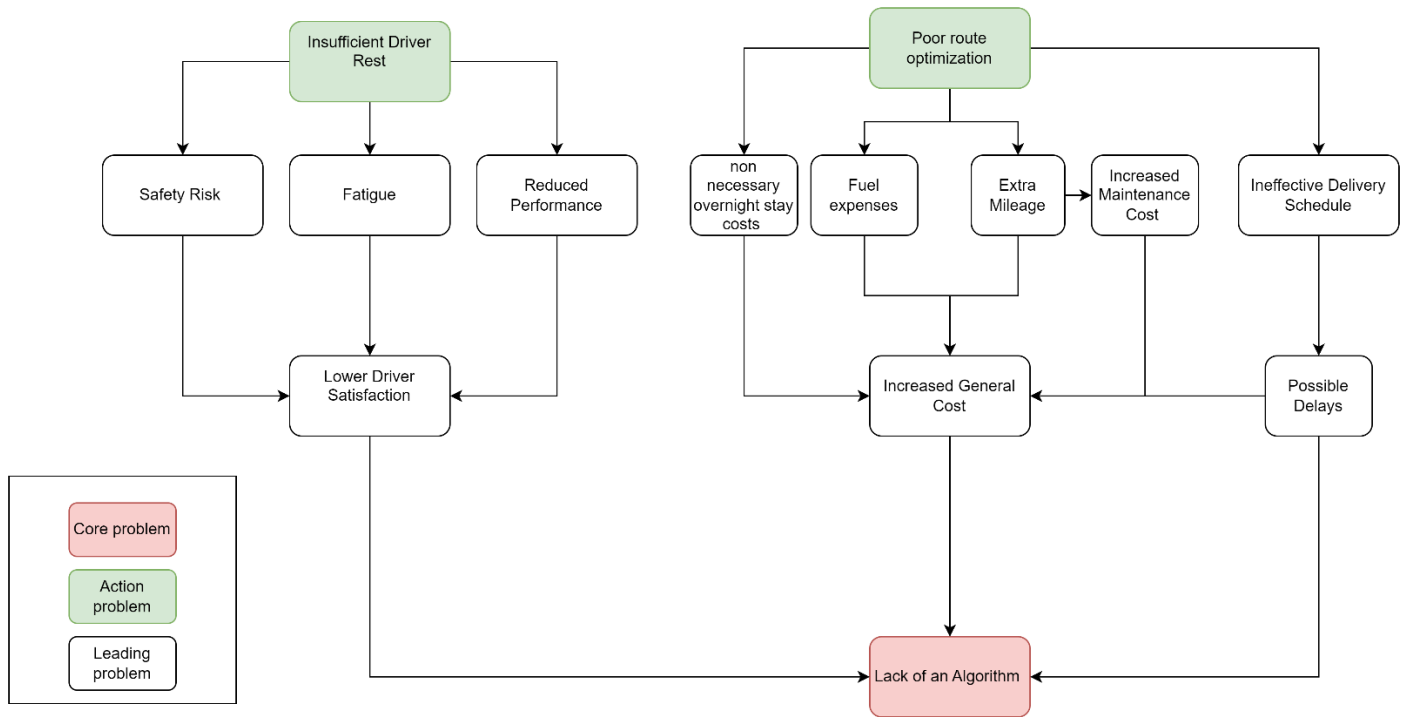 Insufficient Driver
Rest
Poor route
optimization
Safety Risk
Fatigue
Reduced
Performance
non
necessary
overnight stay
costs
Fuel
expenses
Extra
Mileage
Increased
Maintenance
Cost
Ineffective Delivery
Schedule
Lower Driver
Satisfaction
Increased General
Cost
Possible
Delays
Core problem
Action
problem
Leading
problem
Lack of an Algorithm